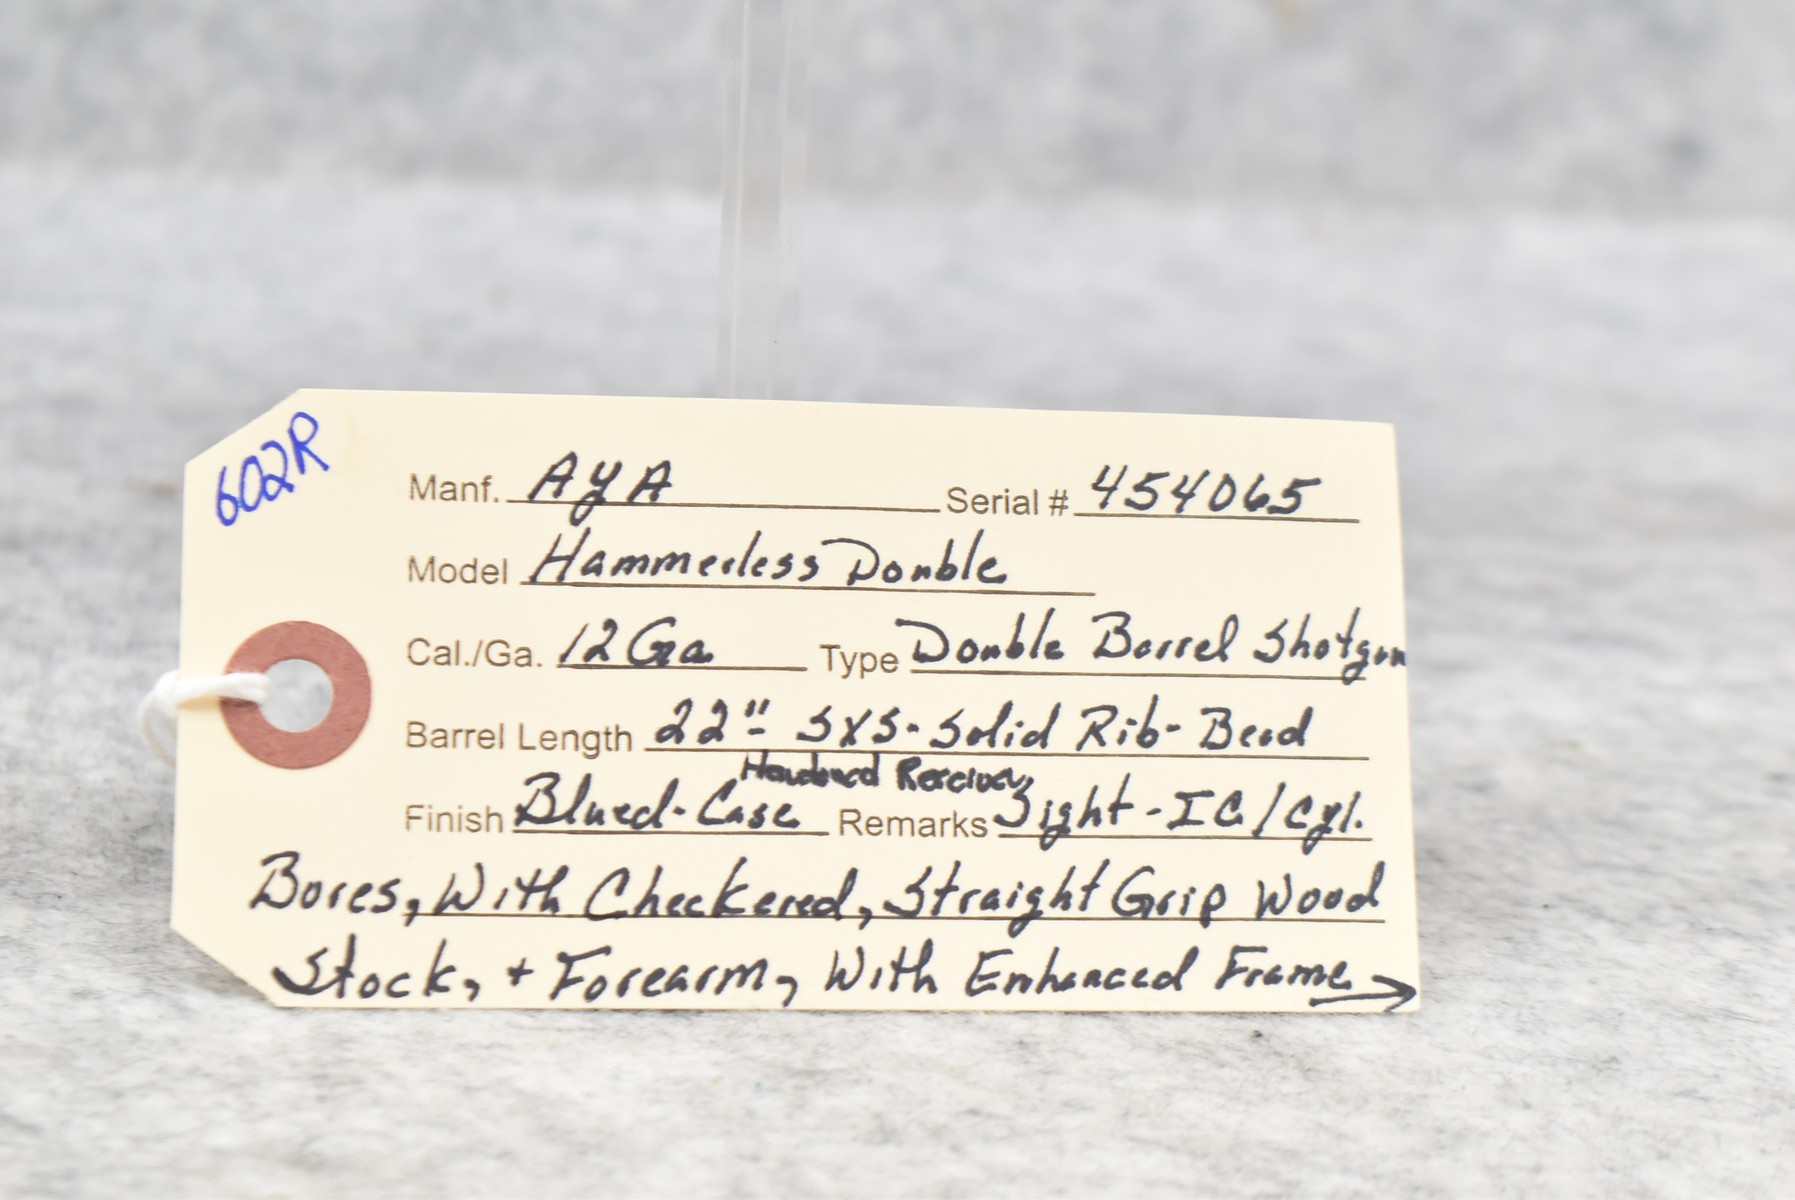 602R
Manf. AYA Serial # 454065
Model Hammerless Double
Cal./Ga. 12 Ga Type Double Barrel Shotgun
Barrel Length 22" SXS - Solid Rib - Bead
Hardened Receiver
Finish Blued - Case Remarks Sight - IC / Cyl.
Bores, With Checkered, Straight Grip Wood
Stock, + Forearm, With Enhanced Frame →